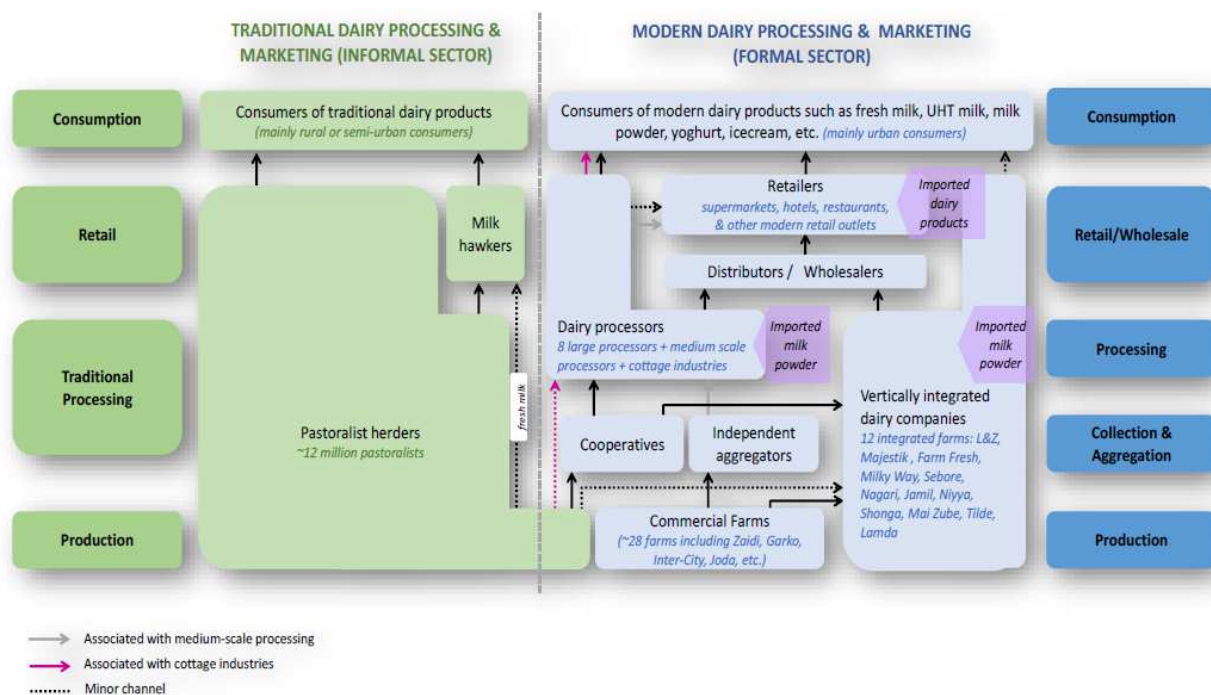 TRADITIONAL DAIRY PROCESSING &
MARKETING (INFORMAL SECTOR)
MODERN DAIRY PROCESSING & MARKETING
(FORMAL SECTOR)
Consumption
Consumers of traditional dairy products
(mainly rural or semi-urban consumers)
Consumers of modern dairy products such as fresh milk, UHT milk, milk
powder, yoghurt, icecream, etc. (mainly urban consumers)
Consumption
Retail
Milk
hawkers
Retailers
supermarkets, hotels, restaurants,
& other modern retail outlets
Imported
dairy
products
Retail/Wholesale
Distributors / Wholesalers
Traditional
Processing
Dairy processors
8 large processors + medium scale
processors + cottage industries
Imported
milk
powder
Imported
milk
powder
Processing
fresh milk
Pastoralist herders
~12 million pastoralists
Cooperatives
Independent
aggregators
Vertically integrated
dairy companies
12 integrated farms: L&Z,
Majestik , Farm Fresh,
Milky Way, Sebore,
Nagari, Jamil, Niyya,
Shonga, Mai Zube, Tilde,
Lamda
Collection &
Aggregation
Production
Commercial Farms
(~28 farms including Zaidi, Garko,
Inter-City, Joda, etc.)
Production
Associated with medium-scale processing
Associated with cottage industries
Minor channel